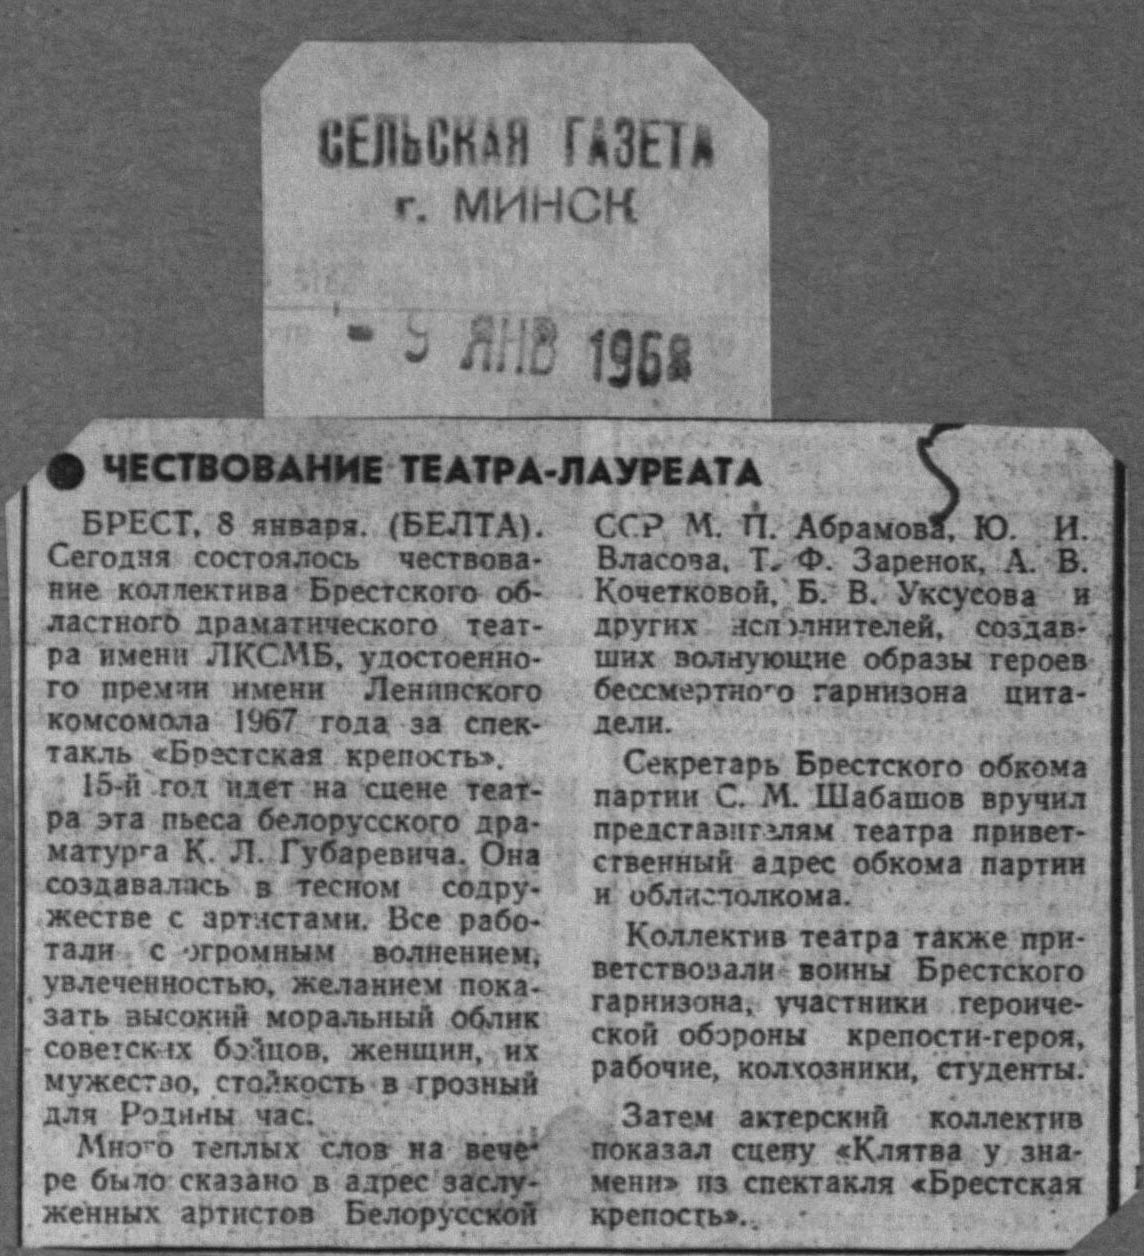 СЕЛЬСКАЯ ГАЗЕТА
г. МИНСК
- 9 ЯНВ 1968
● ЧЕСТВОВАНИЕ ТЕАТРА-ЛАУРЕАТА
БРЕСТ, 8 января. (БЕЛТА).
Сегодня состоялось чествова-
ние коллектива Брестского об-
ластного драматического теат-
ра имени ЛКСМБ, удостоенно-
го премии имени Ленинского
комсомола 1967 года за спек-
такль «Брестская крепость».
15-й год идет на сцене теат-
ра эта пьеса белорусского дра-
матурга К. Л. Губаревича. Она
создавалась в тесном содру-
жестве с артистами. Все рабо-
тали с огромным волнением,
увлеченностью, желанием пока-
зать высокий моральный облик
советских бойцов, женщин, их
мужество, стойкость в грозный
для Родины час.
Много теплых слов на вече-
ре было сказано в адрес заслу-
женных артистов Белорусской
ССР М. П. Абрамова, Ю. И.
Власова, Т. Ф. Заренок, А. В.
Кочетковой, Б. В. Уксусова и
других исполнителей, создав-
ших волнующие образы героев
бессмертного гарнизона цита-
дели.
Секретарь Брестского обкома
партии С. М. Шабашов вручил
представителям театра привет-
ственный адрес обкома партии
и облисполкома.
Коллектив театра также при-
ветствовали воины Брестского
гарнизона, участники героиче-
ской обороны крепости-героя,
рабочие, колхозники, студенты.
Затем актерский коллектив
показал сцену «Клятва у зна-
мени» из спектакля «Брестская
крепость».